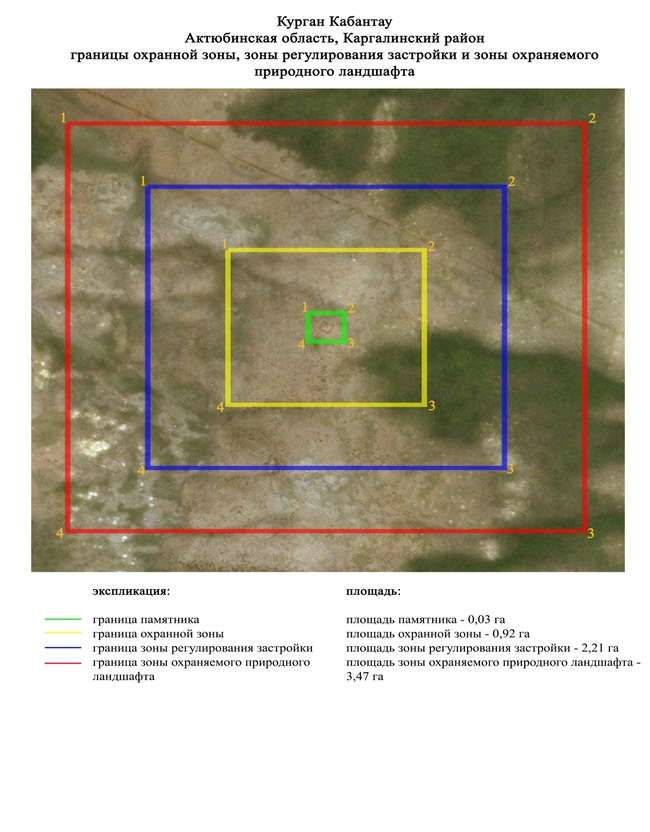 Курган Кабантау
Актюбинская область, Каргалинский район
границы охранной зоны, зоны регулирования застройки и зоны охраняемого
природного ландшафта
1 2
1 2
1 2
1 2
4 3
4 3
4 3
4 3
экспликация:
граница памятника
граница охранной зоны
граница зоны регулирования застройки
граница зоны охраняемого природного
ландшафта
площадь:
площадь памятника - 0,03 га
площадь охранной зоны - 0,92 га
площадь зоны регулирования застройки - 2,21 га
площадь зоны охраняемого природного ландшафта -
3,47 га